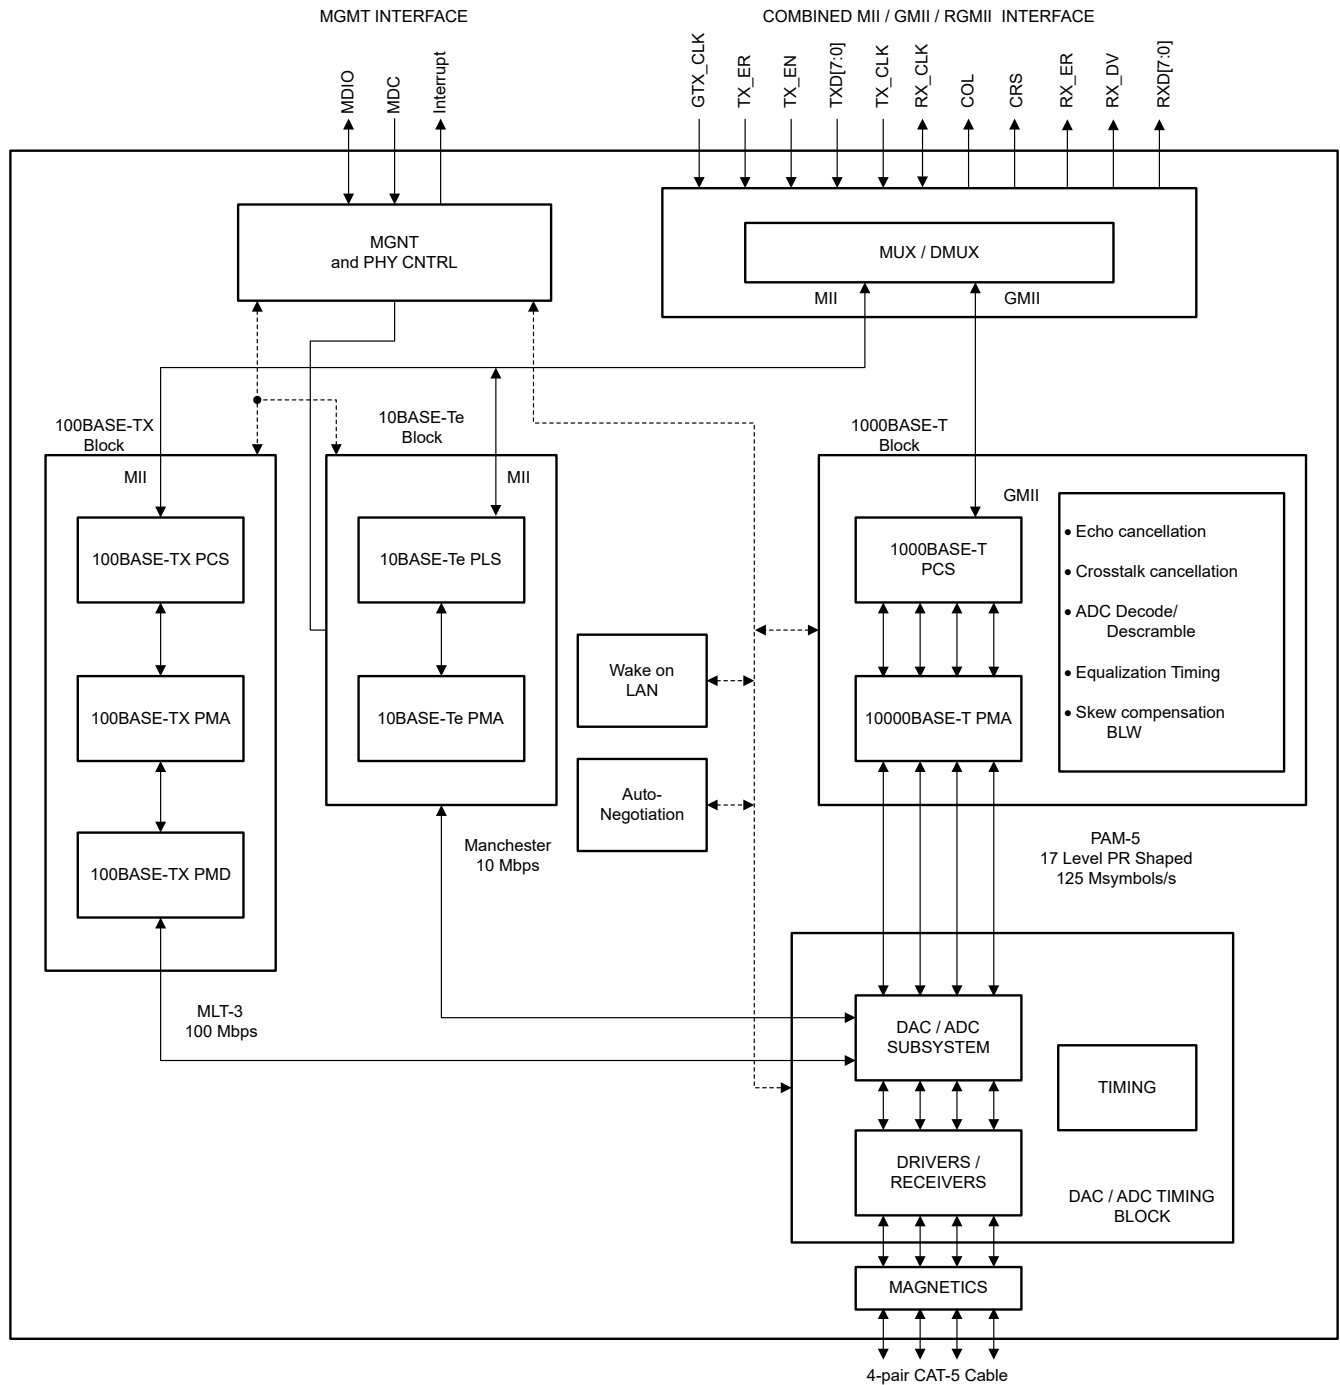 MGMT INTERFACE
COMBINED MII / GMII / RGMII INTERFACE
MDIO
MDC
Interrupt
GTX_CLK
TX_ER
TX_EN
TXD[7:0]
TX_CLK
RX_CLK
COL
CRS
RX_ER
RX_DV
RXD[7:0]
MGNT
and PHY CNTRL
MUX / DMUX
MII
GMII
100BASE-TX
Block
10BASE-Te
Block
1000BASE-T
Block
MII
MII
GMII
100BASE-TX PCS
10BASE-Te PLS
1000BASE-T
PCS
• Echo cancellation
• Crosstalk cancellation
• ADC Decode/
Descramble
• Equalization Timing
• Skew compensation
BLW
Wake on
LAN
100BASE-TX PMA
10BASE-Te PMA
10000BASE-T PMA
Auto-
Negotiation
100BASE-TX PMD
Manchester
10 Mbps
PAM-5
17 Level PR Shaped
125 Msymbols/s
MLT-3
100 Mbps
DAC / ADC
SUBSYSTEM
TIMING
DRIVERS /
RECEIVERS
DAC / ADC TIMING
BLOCK
MAGNETICS
4-pair CAT-5 Cable